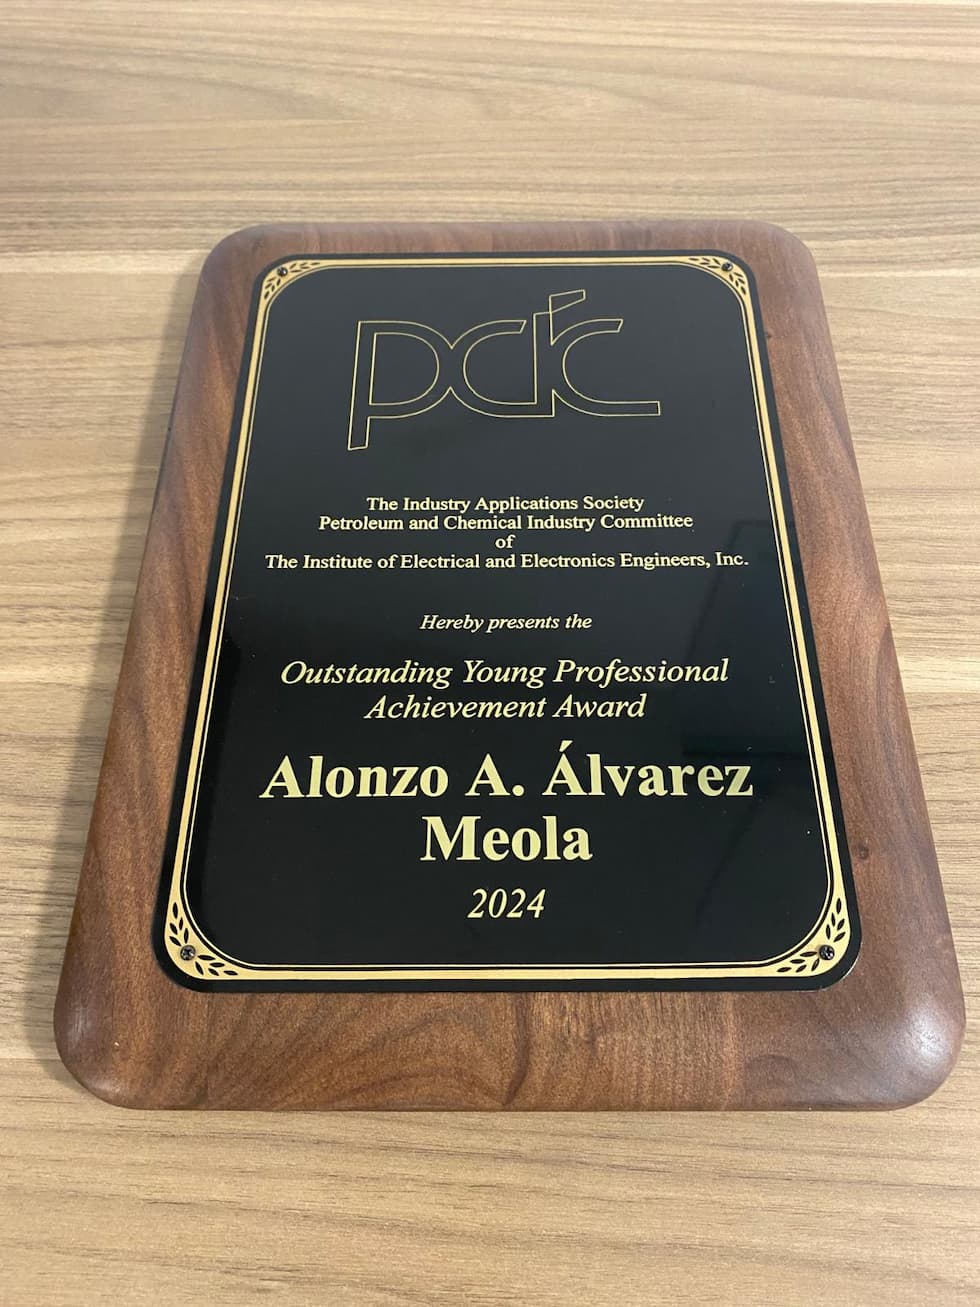 pcic
The Industry Applications Society
Petroleum and Chemical Industry Committee
of
The Institute of Electrical and Electronics Engineers, Inc.
Hereby presents the
Outstanding Young Professional
Achievement Award
Alonzo A. Álvarez
Meola
2024